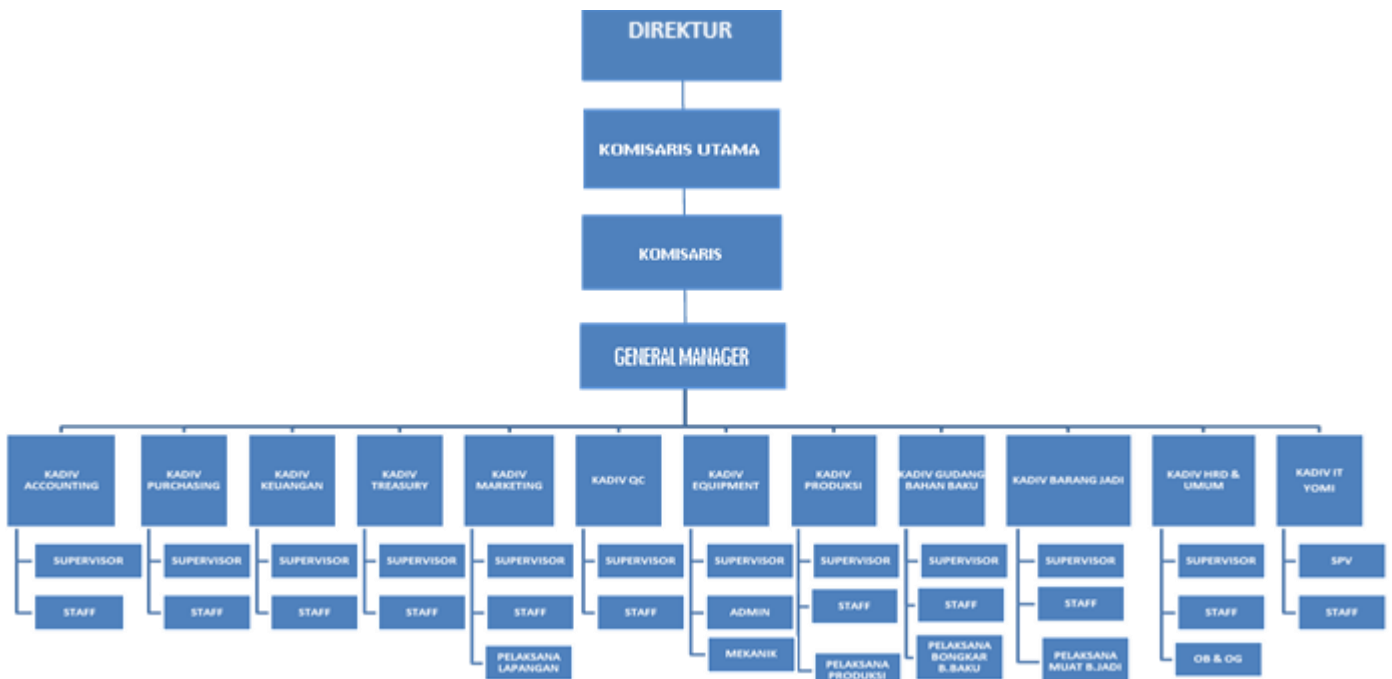 DIREKTUR
KOMISARIS UTAMA
KOMISARIS
GENERAL MANAGER
KADIV
ACCOUNTING
KADIV
PURCHASING
KADIV
KEUANGAN
KADIV
TREASURY
KADIV
MARKETING
KADIV QC
KADIV
EQUIPMENT
KADIV
PRODUKSI
KADIV GUDANG
BAHAN BAKU
KADIV BARANG JADI
KADIV HRD &
UMUM
KADIV IT
YOMI
SUPERVISOR
STAFF
SUPERVISOR
STAFF
SUPERVISOR
STAFF
SUPERVISOR
STAFF
SUPERVISOR
STAFF
PELAKSANA
LAPANGAN
SUPERVISOR
STAFF
SUPERVISOR
ADMIN
MEKANIK
SUPERVISOR
STAFF
PELAKSANA
PRODUKSI
SUPERVISOR
STAFF
PELAKSANA
BONGKAR
B.BAKU
SUPERVISOR
STAFF
PELAKSANA
MUAT B.JADI
SUPERVISOR
STAFF
OB & OG
SPV
STAFF